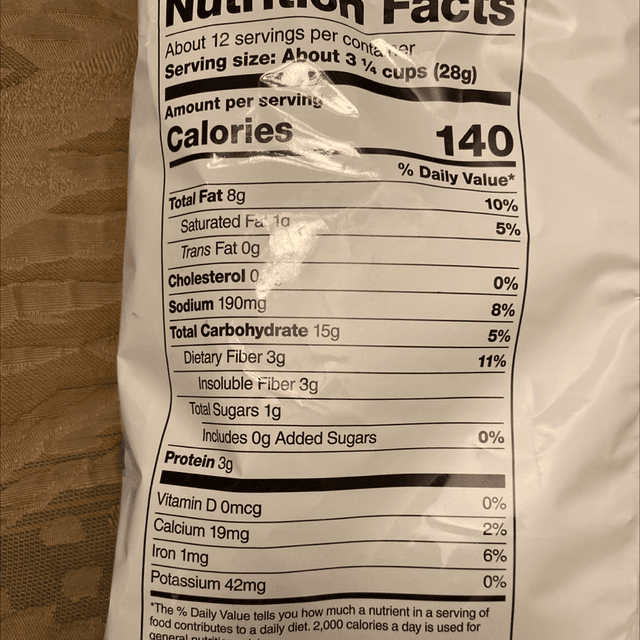 Nutrition Facts
About 12 servings per container
Serving size: About 3 ¼ cups (28g)
Amount per serving
Calories 140
% Daily Value*
Total Fat 8g 10%
Saturated Fat 1g 5%
Trans Fat 0g
Cholesterol 0 0%
Sodium 190mg 8%
Total Carbohydrate 15g 5%
Dietary Fiber 3g 11%
Insoluble Fiber 3g
Total Sugars 1g
Includes 0g Added Sugars 0%
Protein 3g
Vitamin D 0mcg 0%
Calcium 19mg 2%
Iron 1mg 6%
Potassium 42mg 0%
*The % Daily Value tells you how much a nutrient in a serving of
food contributes to a daily diet. 2,000 calories a day is used for
general